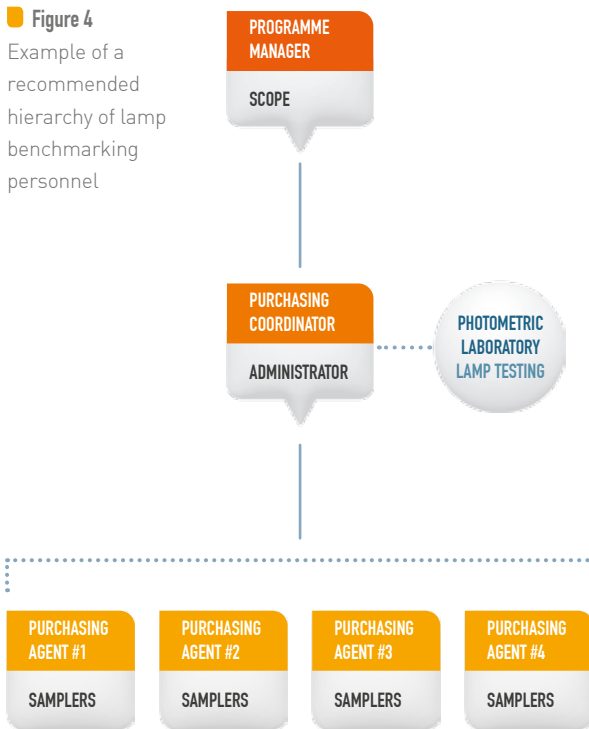 Figure 4
Example of a
recommended
hierarchy of lamp
benchmarking
personnel
PROGRAMME
MANAGER
SCOPE
PURCHASING
COORDINATOR
ADMINISTRATOR
PHOTOMETRIC
LABORATORY
LAMP TESTING
PURCHASING
AGENT #1
SAMPLERS
PURCHASING
AGENT #2
SAMPLERS
PURCHASING
AGENT #3
SAMPLERS
PURCHASING
AGENT #4
SAMPLERS